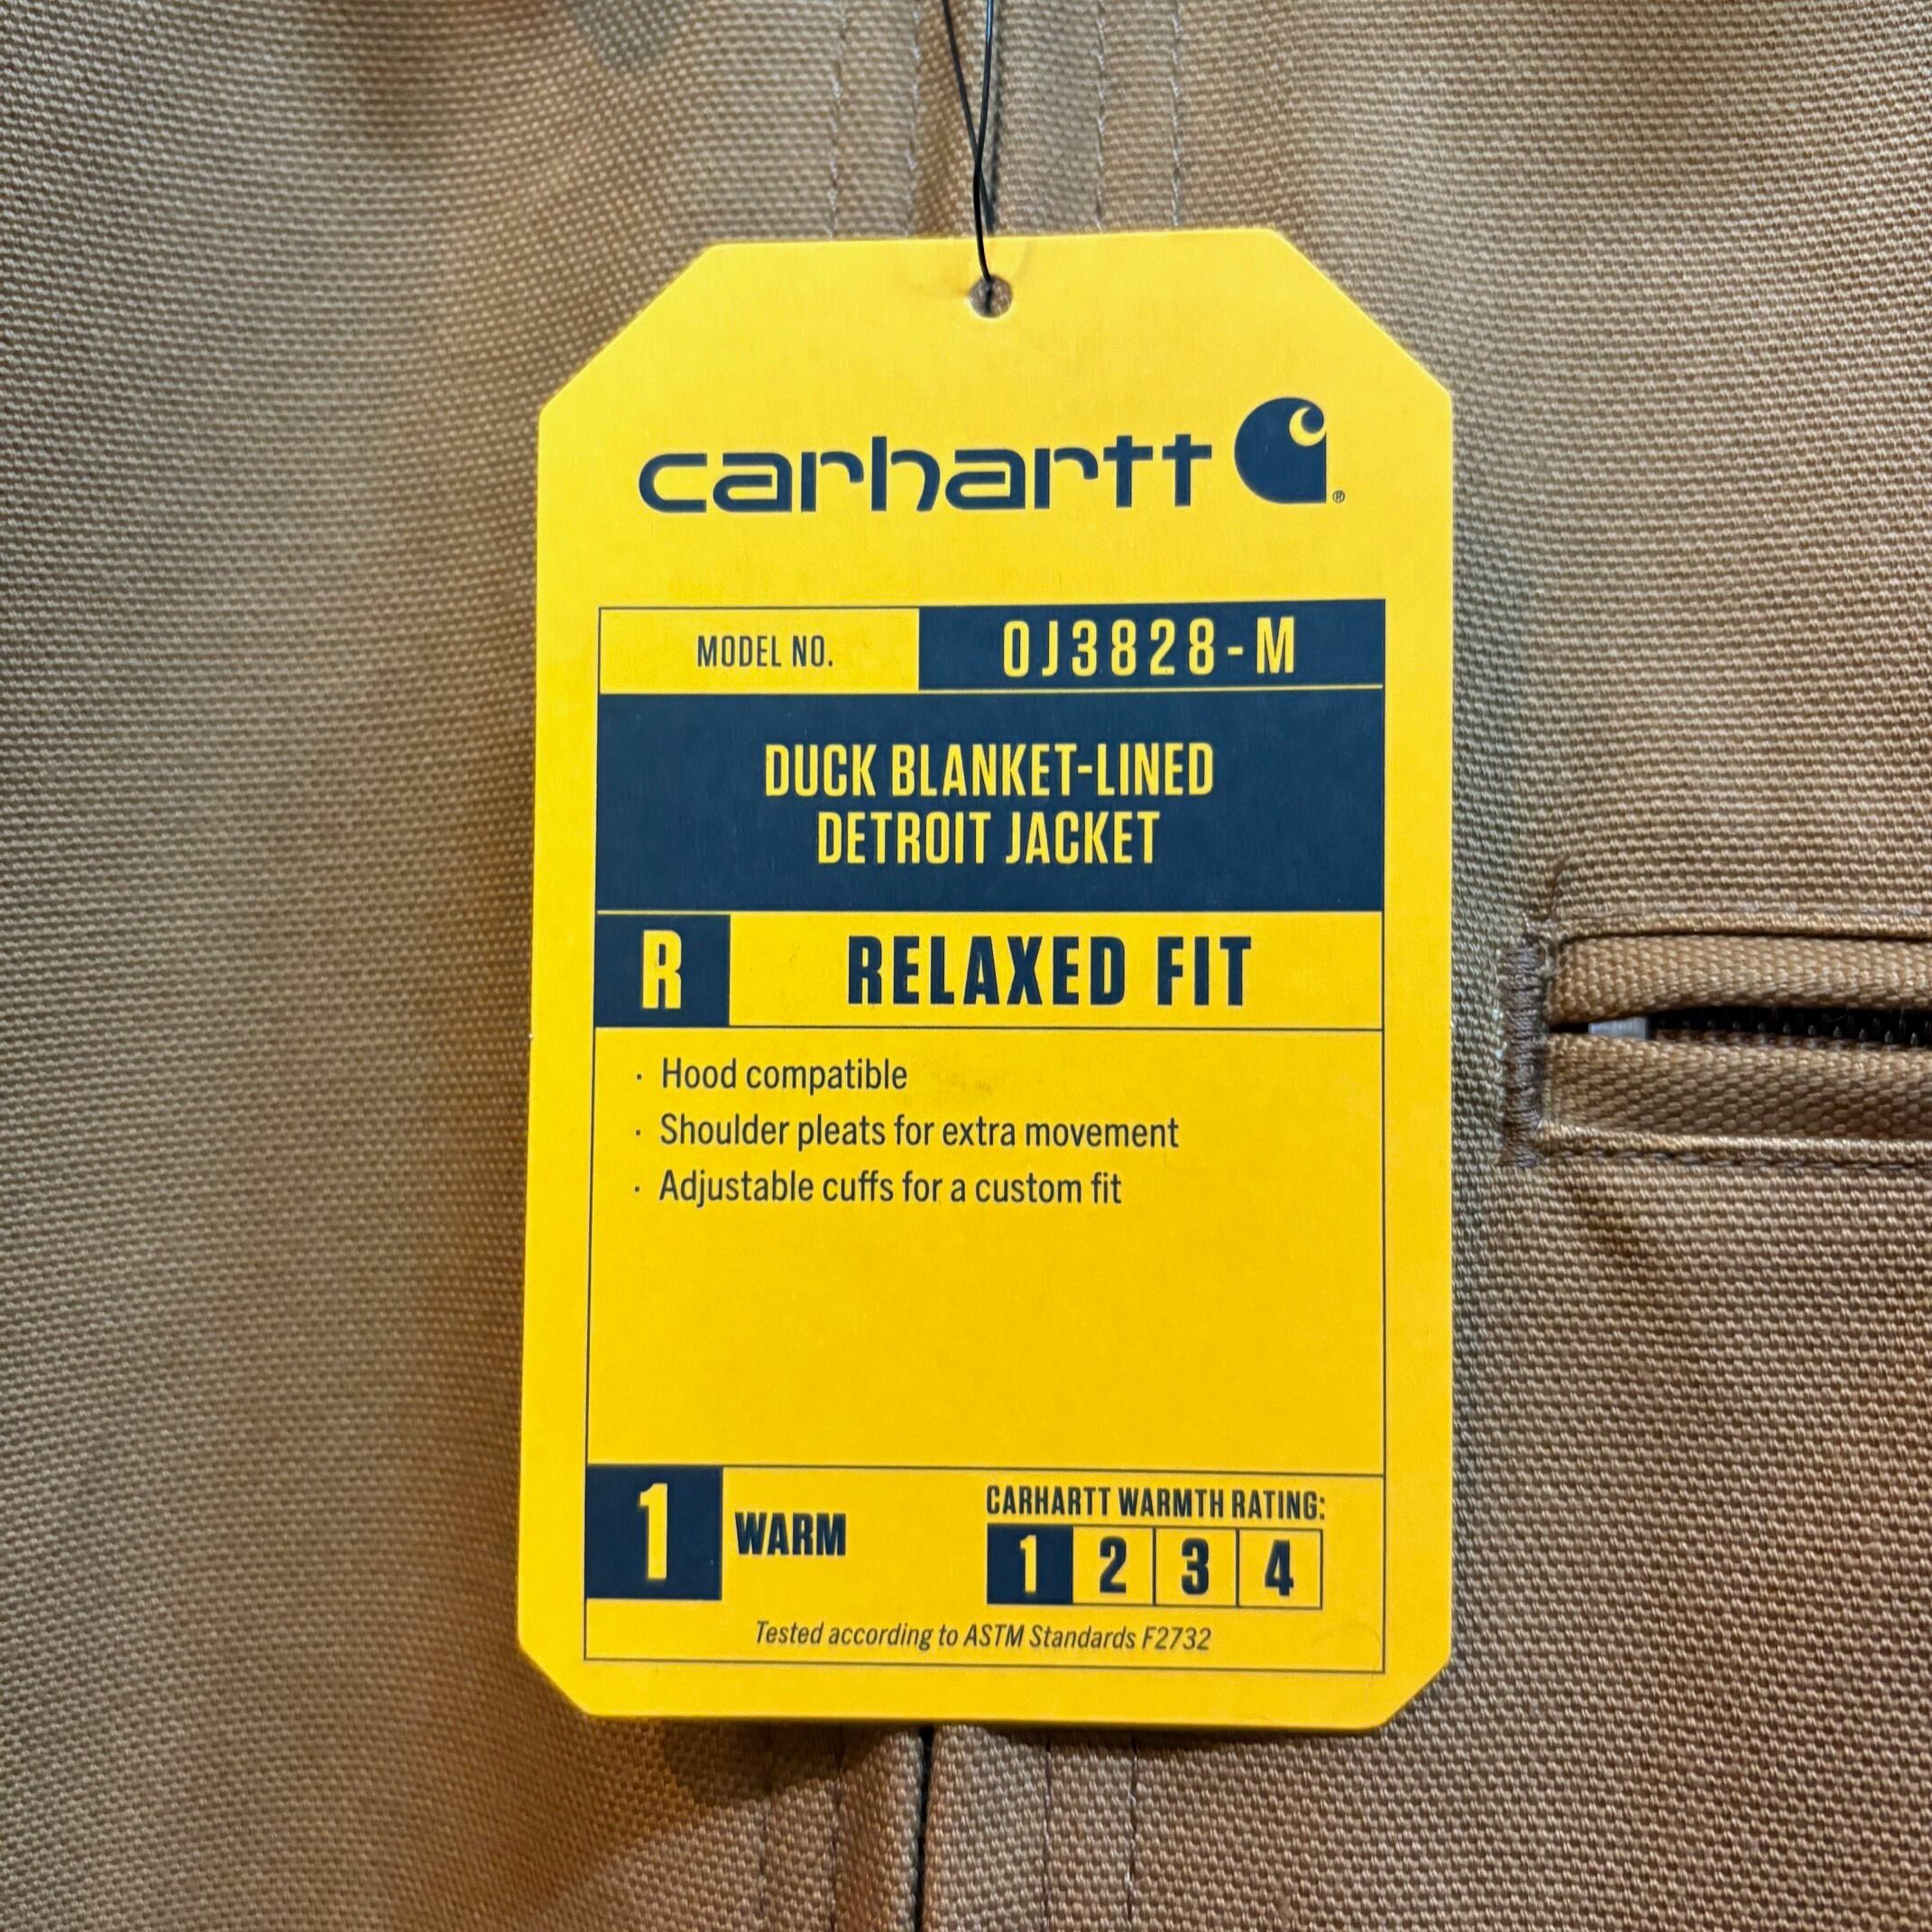 carhartt ®
MODEL NO. 0J3828-M
DUCK BLANKET-LINED
DETROIT JACKET
R RELAXED FIT
· Hood compatible
· Shoulder pleats for extra movement
· Adjustable cuffs for a custom fit
1 WARM
CARHARTT WARMTH RATING:
1 2 3 4
Tested according to ASTM Standards F2732